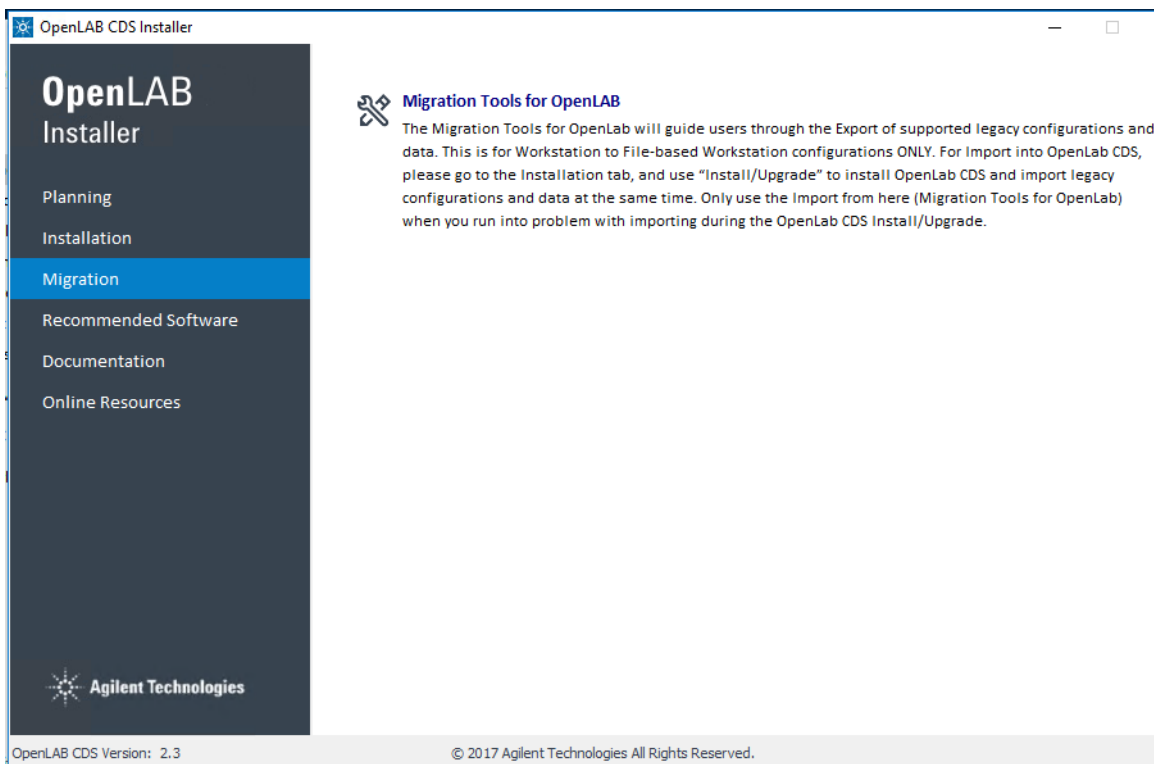 OpenLAB CDS Installer
OpenLAB
Installer
Planning
Installation
Migration
Recommended Software
Documentation
Online Resources
Agilent Technologies
Migration Tools for OpenLAB
The Migration Tools for OpenLab will guide users through the Export of supported legacy configurations and
data. This is for Workstation to File-based Workstation configurations ONLY. For Import into OpenLab CDS,
please go to the Installation tab, and use “Install/Upgrade” to install OpenLab CDS and import legacy
configurations and data at the same time. Only use the Import from here (Migration Tools for OpenLab)
when you run into problem with importing during the OpenLab CDS Install/Upgrade.
OpenLAB CDS Version: 2.3
© 2017 Agilent Technologies All Rights Reserved.